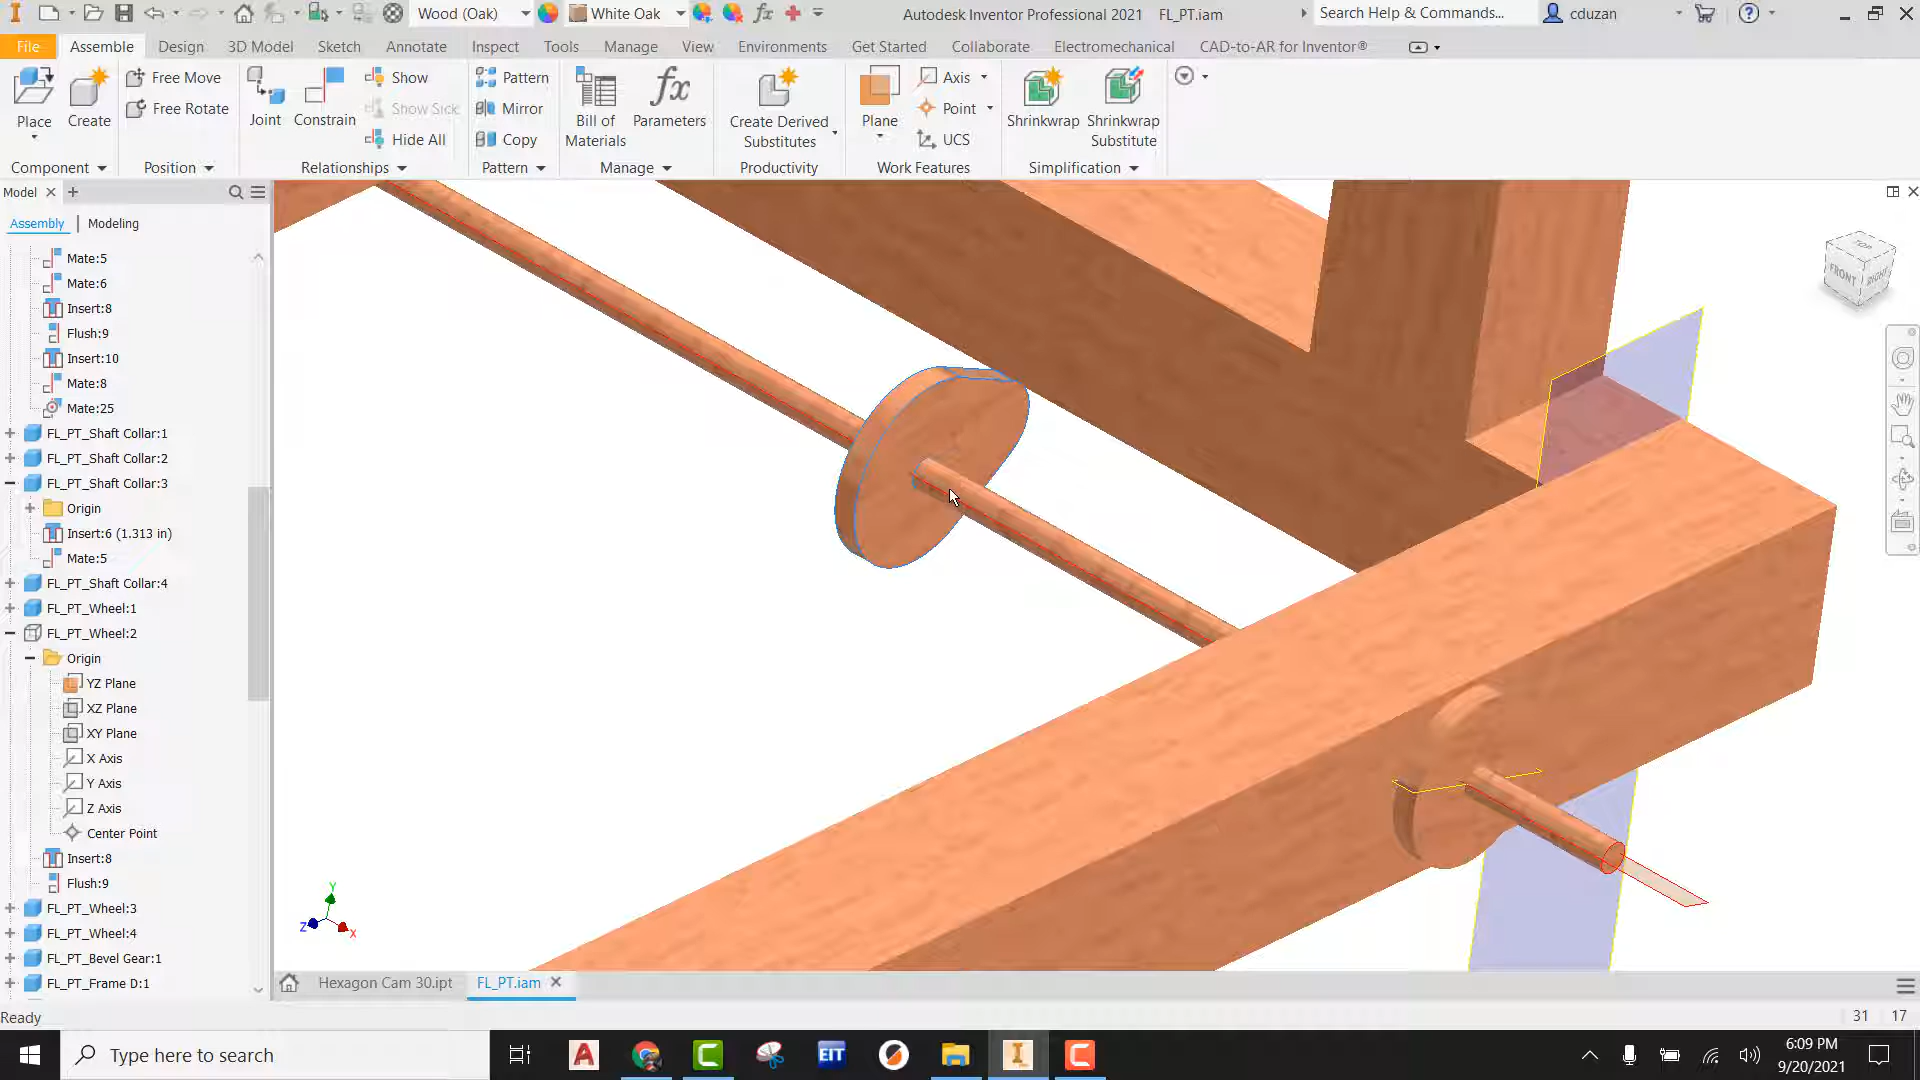 Wood (Oak)
White Oak
fx
Autodesk Inventor Professional 2021 FL_PT.iam
Search Help & Commands...
cduzan
File Assemble Design 3D Model Sketch Annotate Inspect Tools Manage View Environments Get Started Collaborate Electromechanical CAD-to-AR for Inventor®
Place
Create
Free Move
Free Rotate
Joint
Constrain
Show
Show Sick
Hide All
Pattern
Mirror
Copy
Bill of
Materials
fx
Parameters
Create Derived
Substitutes
Plane
Axis
Point
UCS
Shrinkwrap
Shrinkwrap
Substitute
Component Position Relationships Pattern Manage Productivity Work Features Simplification
Model
Assembly Modeling
Mate:5
Mate:6
Insert:8
Flush:9
Insert:10
Mate:8
Mate:25
FL_PT_Shaft Collar:1
FL_PT_Shaft Collar:2
FL_PT_Shaft Collar:3
Origin
Insert:6 (1.313 in)
Mate:5
FL_PT_Shaft Collar:4
FL_PT_Wheel:1
FL_PT_Wheel:2
Origin
YZ Plane
XZ Plane
XY Plane
X Axis
Y Axis
Z Axis
Center Point
Insert:8
Flush:9
FL_PT_Wheel:3
FL_PT_Wheel:4
FL_PT_Bevel Gear:1
FL_PT_Frame D:1
TOP
FRONT
RIGHT
Y
Z
X
Hexagon Cam 30.ipt
FL_PT.iam
Ready
31 17
Type here to search
EIT
6:09 PM
9/20/2021